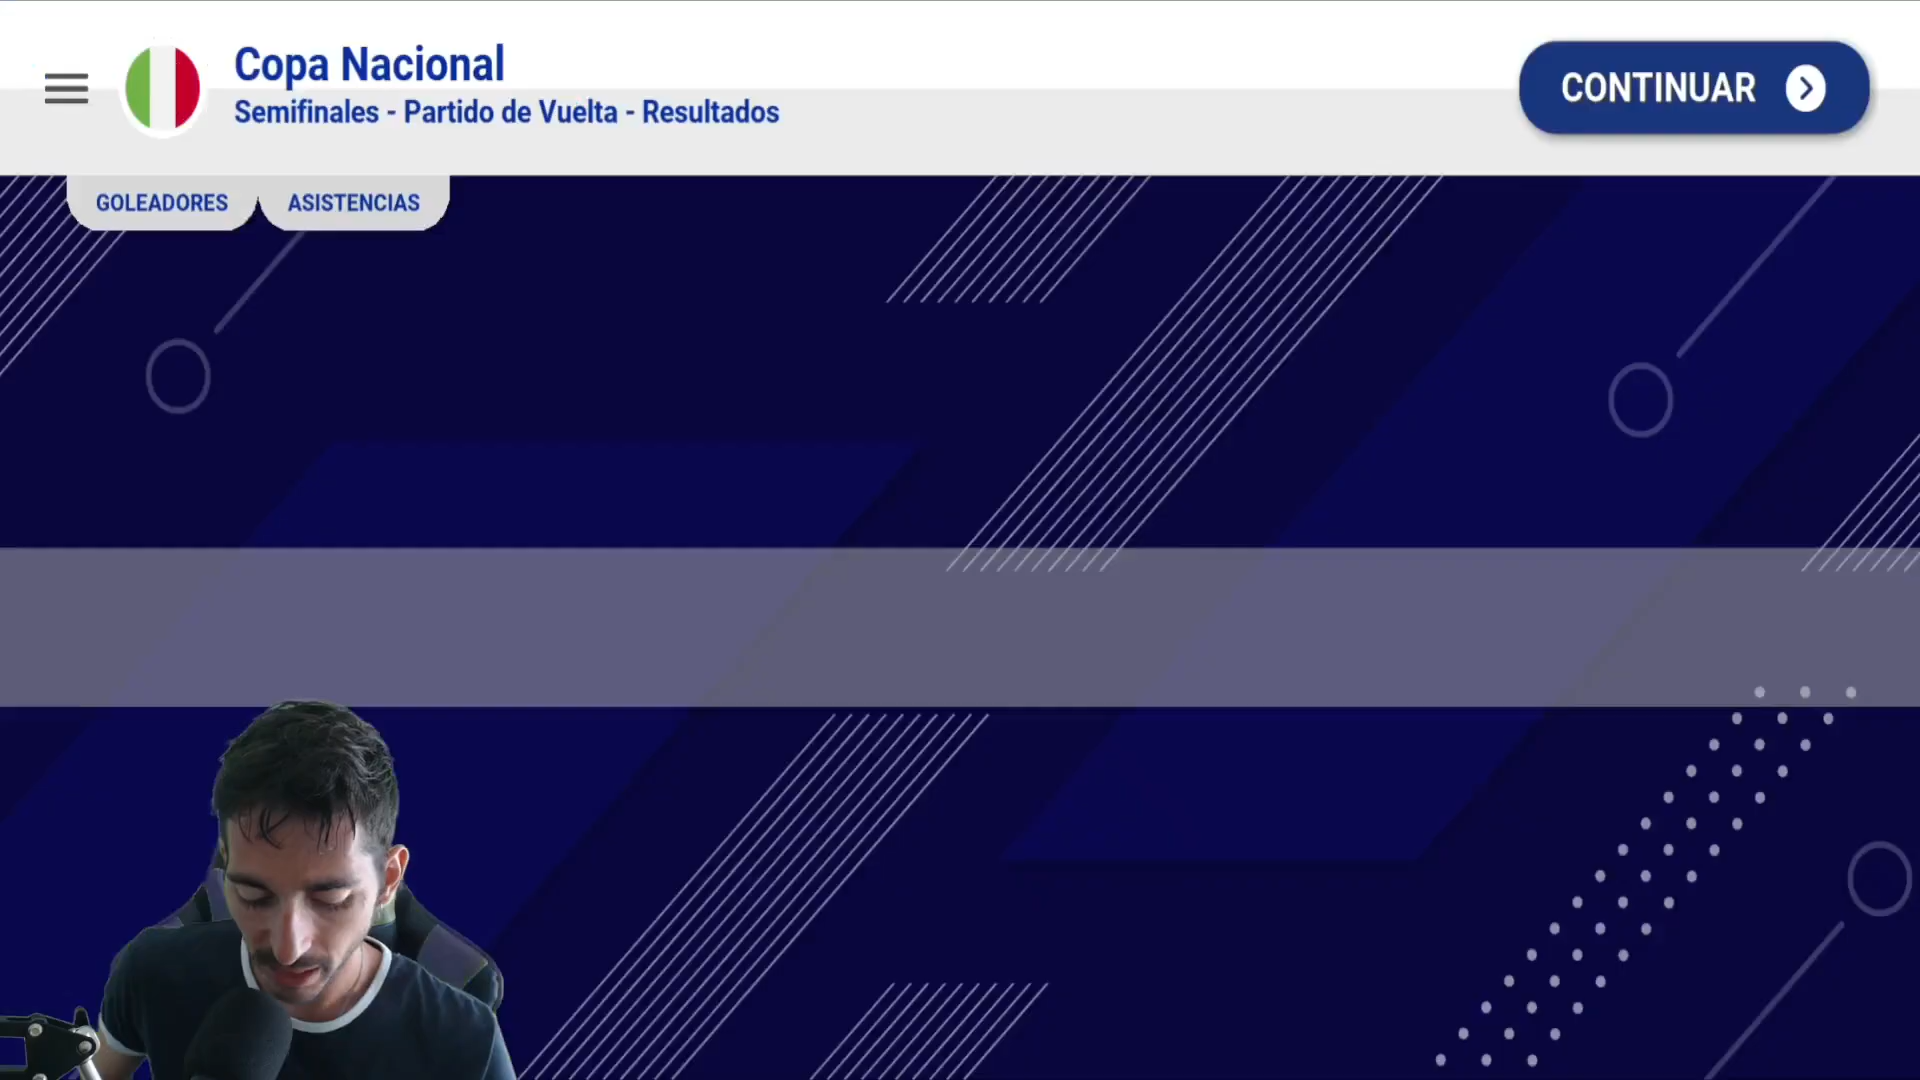 Copa Nacional
Semifinales - Partido de Vuelta - Resultados
CONTINUAR
GOLEADORES
ASISTENCIAS